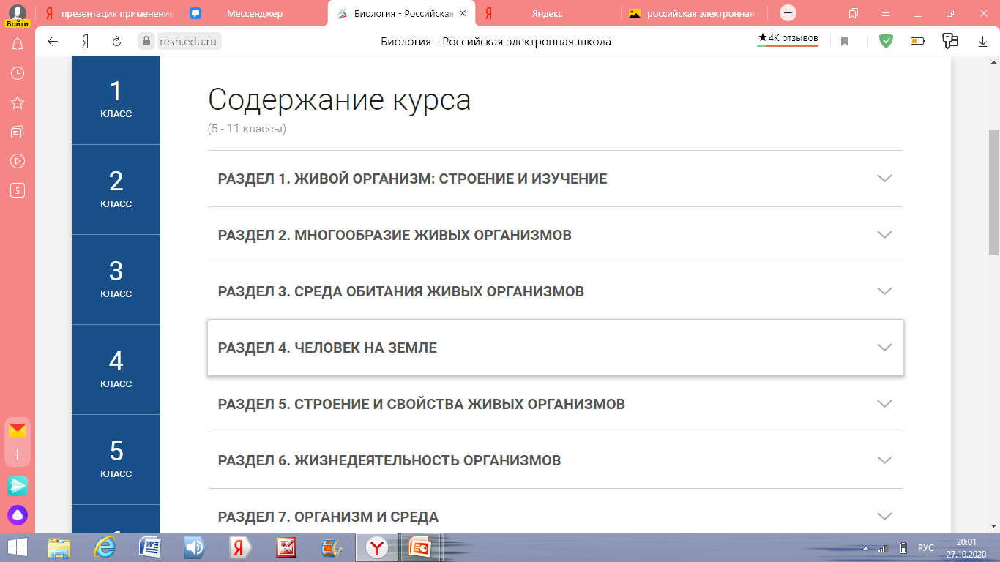 презентация применение
Мессенджер
Биология - Российская
Яндекс
российская электронная
Войти
resh.edu.ru
Биология - Российская электронная школа
★4К отзывов
5
1
КЛАСС
2
КЛАСС
3
КЛАСС
4
КЛАСС
5
КЛАСС
Содержание курса
(5 - 11 классы)
РАЗДЕЛ 1. ЖИВОЙ ОРГАНИЗМ: СТРОЕНИЕ И ИЗУЧЕНИЕ
РАЗДЕЛ 2. МНОГООБРАЗИЕ ЖИВЫХ ОРГАНИЗМОВ
РАЗДЕЛ 3. СРЕДА ОБИТАНИЯ ЖИВЫХ ОРГАНИЗМОВ
РАЗДЕЛ 4. ЧЕЛОВЕК НА ЗЕМЛЕ
РАЗДЕЛ 5. СТРОЕНИЕ И СВОЙСТВА ЖИВЫХ ОРГАНИЗМОВ
РАЗДЕЛ 6. ЖИЗНЕДЕЯТЕЛЬНОСТЬ ОРГАНИЗМОВ
РАЗДЕЛ 7. ОРГАНИЗМ И СРЕДА
РУС
20:01
27.10.2020